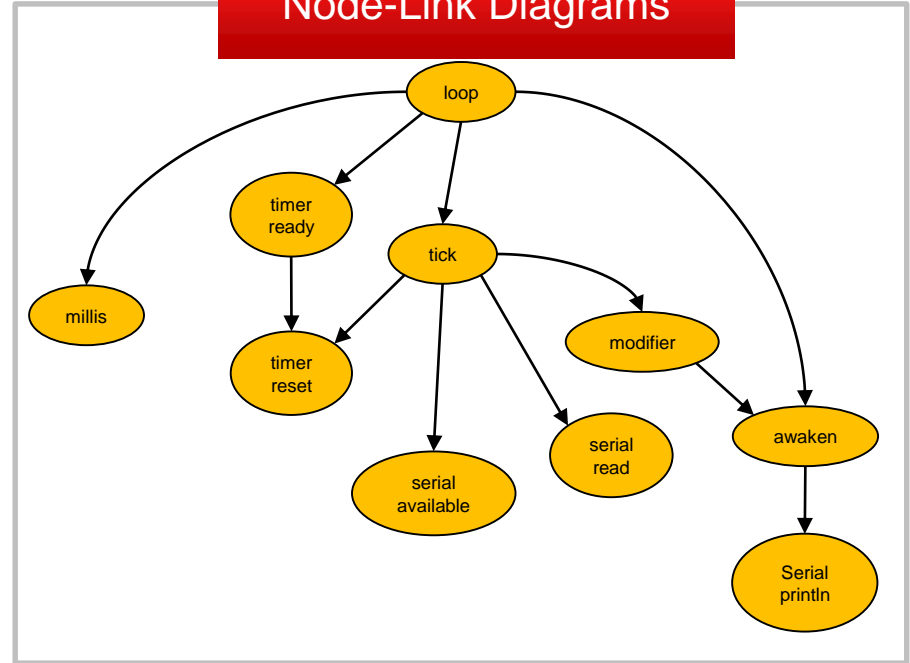 Node-Link Diagrams
loop
timer
ready
tick
millis
modifier
timer
reset
awaken
serial
read
serial
available
Serial
println